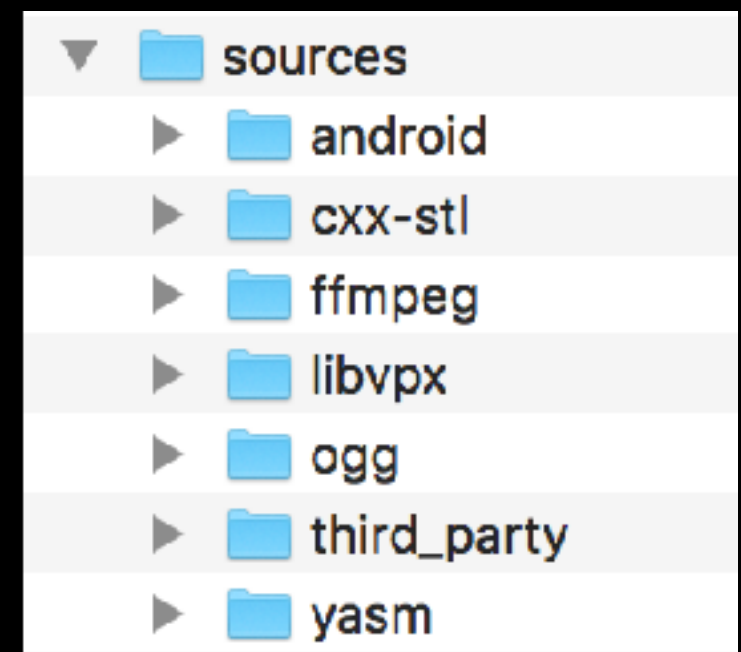 sources
android
cxx-stl
ffmpeg
libvpx
ogg
third_party
yasm